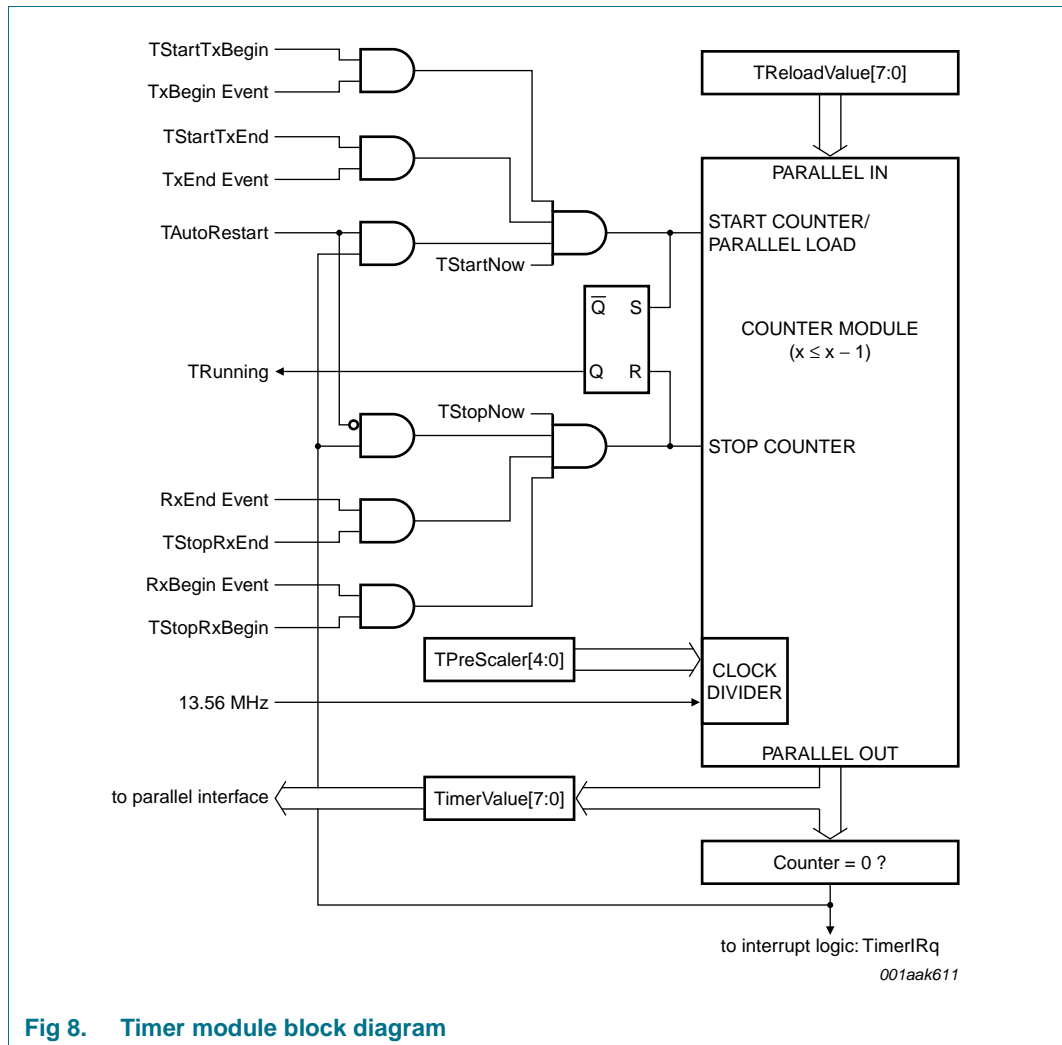 TStartTxBegin
TxBegin Event
TReloadValue[7:0]
TStartTxEnd
TxEnd Event
PARALLEL IN
TAutoRestart
START COUNTER/
PARALLEL LOAD
TStartNow
Q̅ S
COUNTER MODULE
(x ≤ x − 1)
TRunning
Q R
TStopNow
STOP COUNTER
RxEnd Event
TStopRxEnd
RxBegin Event
TStopRxBegin
TPreScaler[4:0]
CLOCK
DIVIDER
13.56 MHz
PARALLEL OUT
to parallel interface
TimerValue[7:0]
Counter = 0 ?
to interrupt logic: TimerIRq
001aak611
Fig 8. Timer module block diagram